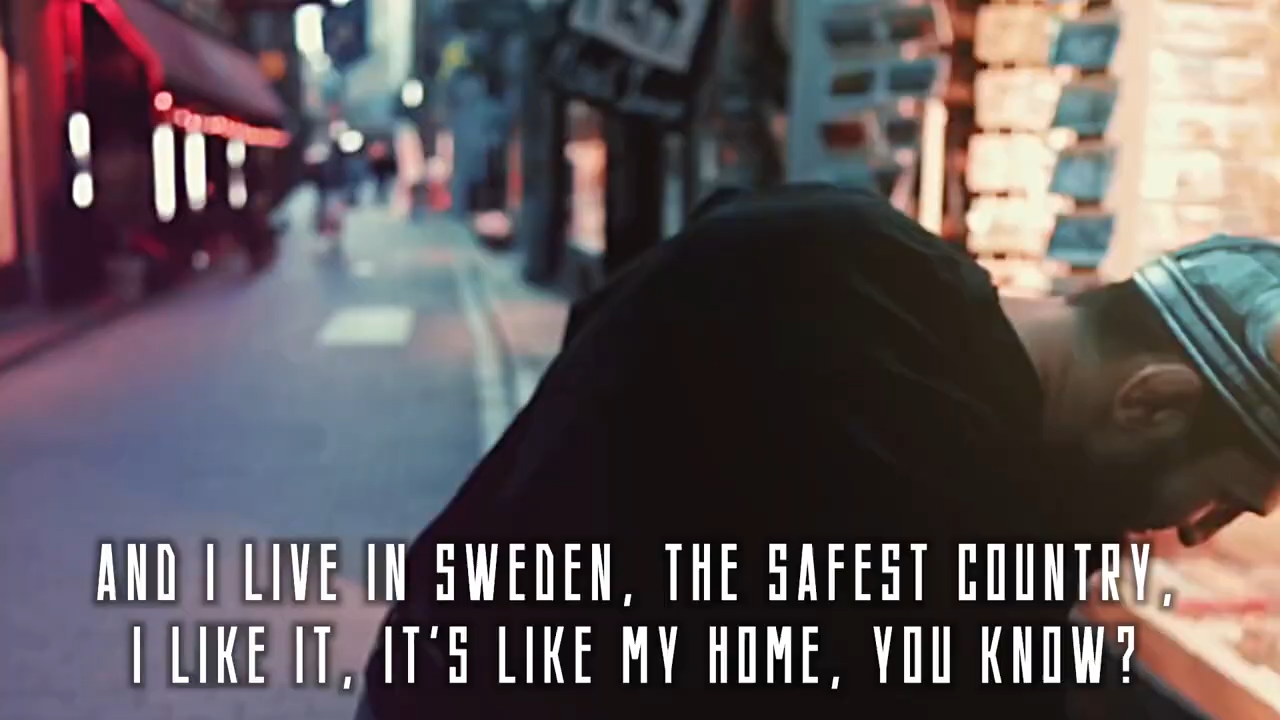 AND I LIVE IN SWEDEN, THE SAFEST COUNTRY,
I LIKE IT, IT'S LIKE MY HOME, YOU KNOW?